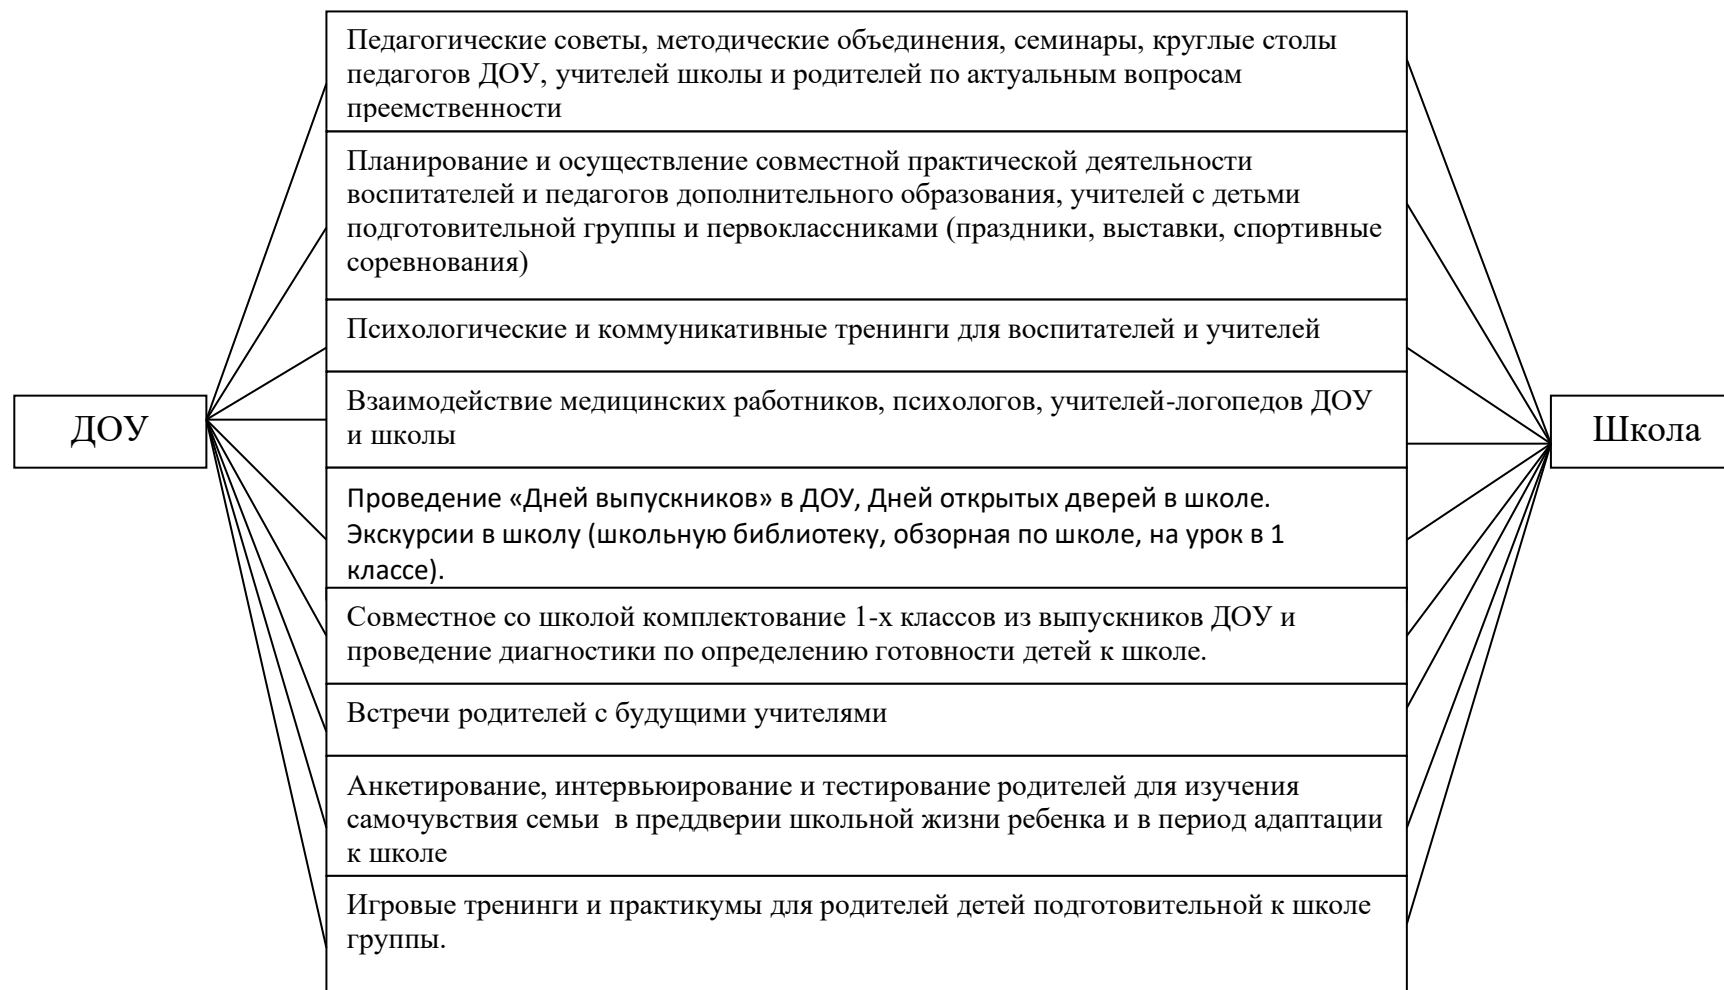 Педагогические советы, методические объединения, семинары, круглые столы
педагогов ДОУ, учителей школы и родителей по актуальным вопросам
преемственности
Планирование и осуществление совместной практической деятельности
воспитателей и педагогов дополнительного образования, учителей с детьми
подготовительной группы и первоклассниками (праздники, выставки, спортивные
соревнования)
Психологические и коммуникативные тренинги для воспитателей и учителей
ДОУ
Взаимодействие медицинских работников, психологов, учителей-логопедов ДОУ
и школы
Школа
Проведение «Дней выпускников» в ДОУ, Дней открытых дверей в школе.
Экскурсии в школу (школьную библиотеку, обзорная по школе, на урок в 1
классе).
Совместное со школой комплектование 1-х классов из выпускников ДОУ и
проведение диагностики по определению готовности детей к школе.
Встречи родителей с будущими учителями
Анкетирование, интервьюирование и тестирование родителей для изучения
самочувствия семьи  в преддверии школьной жизни ребенка и в период адаптации
к школе
Игровые тренинги и практикумы для родителей детей подготовительной к школе
группы.